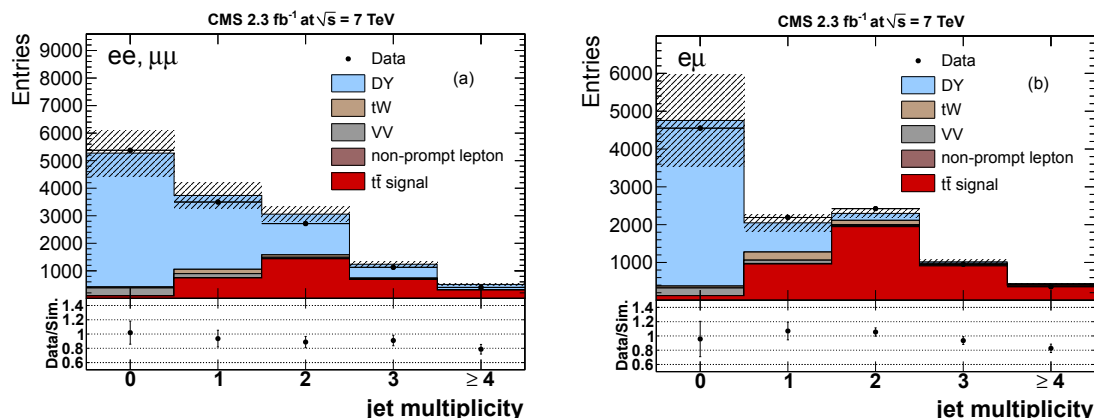 CMS 2.3 fb⁻¹ at √s = 7 TeV
ee, μμ
(a)
Entries
9000
8000
7000
6000
5000
4000
3000
2000
1000
Data
DY
tW
VV
non-prompt lepton
tt̄ signal
Data/Sim.
1.4
1.2
1
0.8
0.6
0 1 2 3 ≥ 4
jet multiplicity
CMS 2.3 fb⁻¹ at √s = 7 TeV
eμ
(b)
Entries
6000
5000
4000
3000
2000
1000
Data
DY
tW
VV
non-prompt lepton
tt̄ signal
Data/Sim.
1.4
1.2
1
0.8
0.6
0 1 2 3 ≥ 4
jet multiplicity